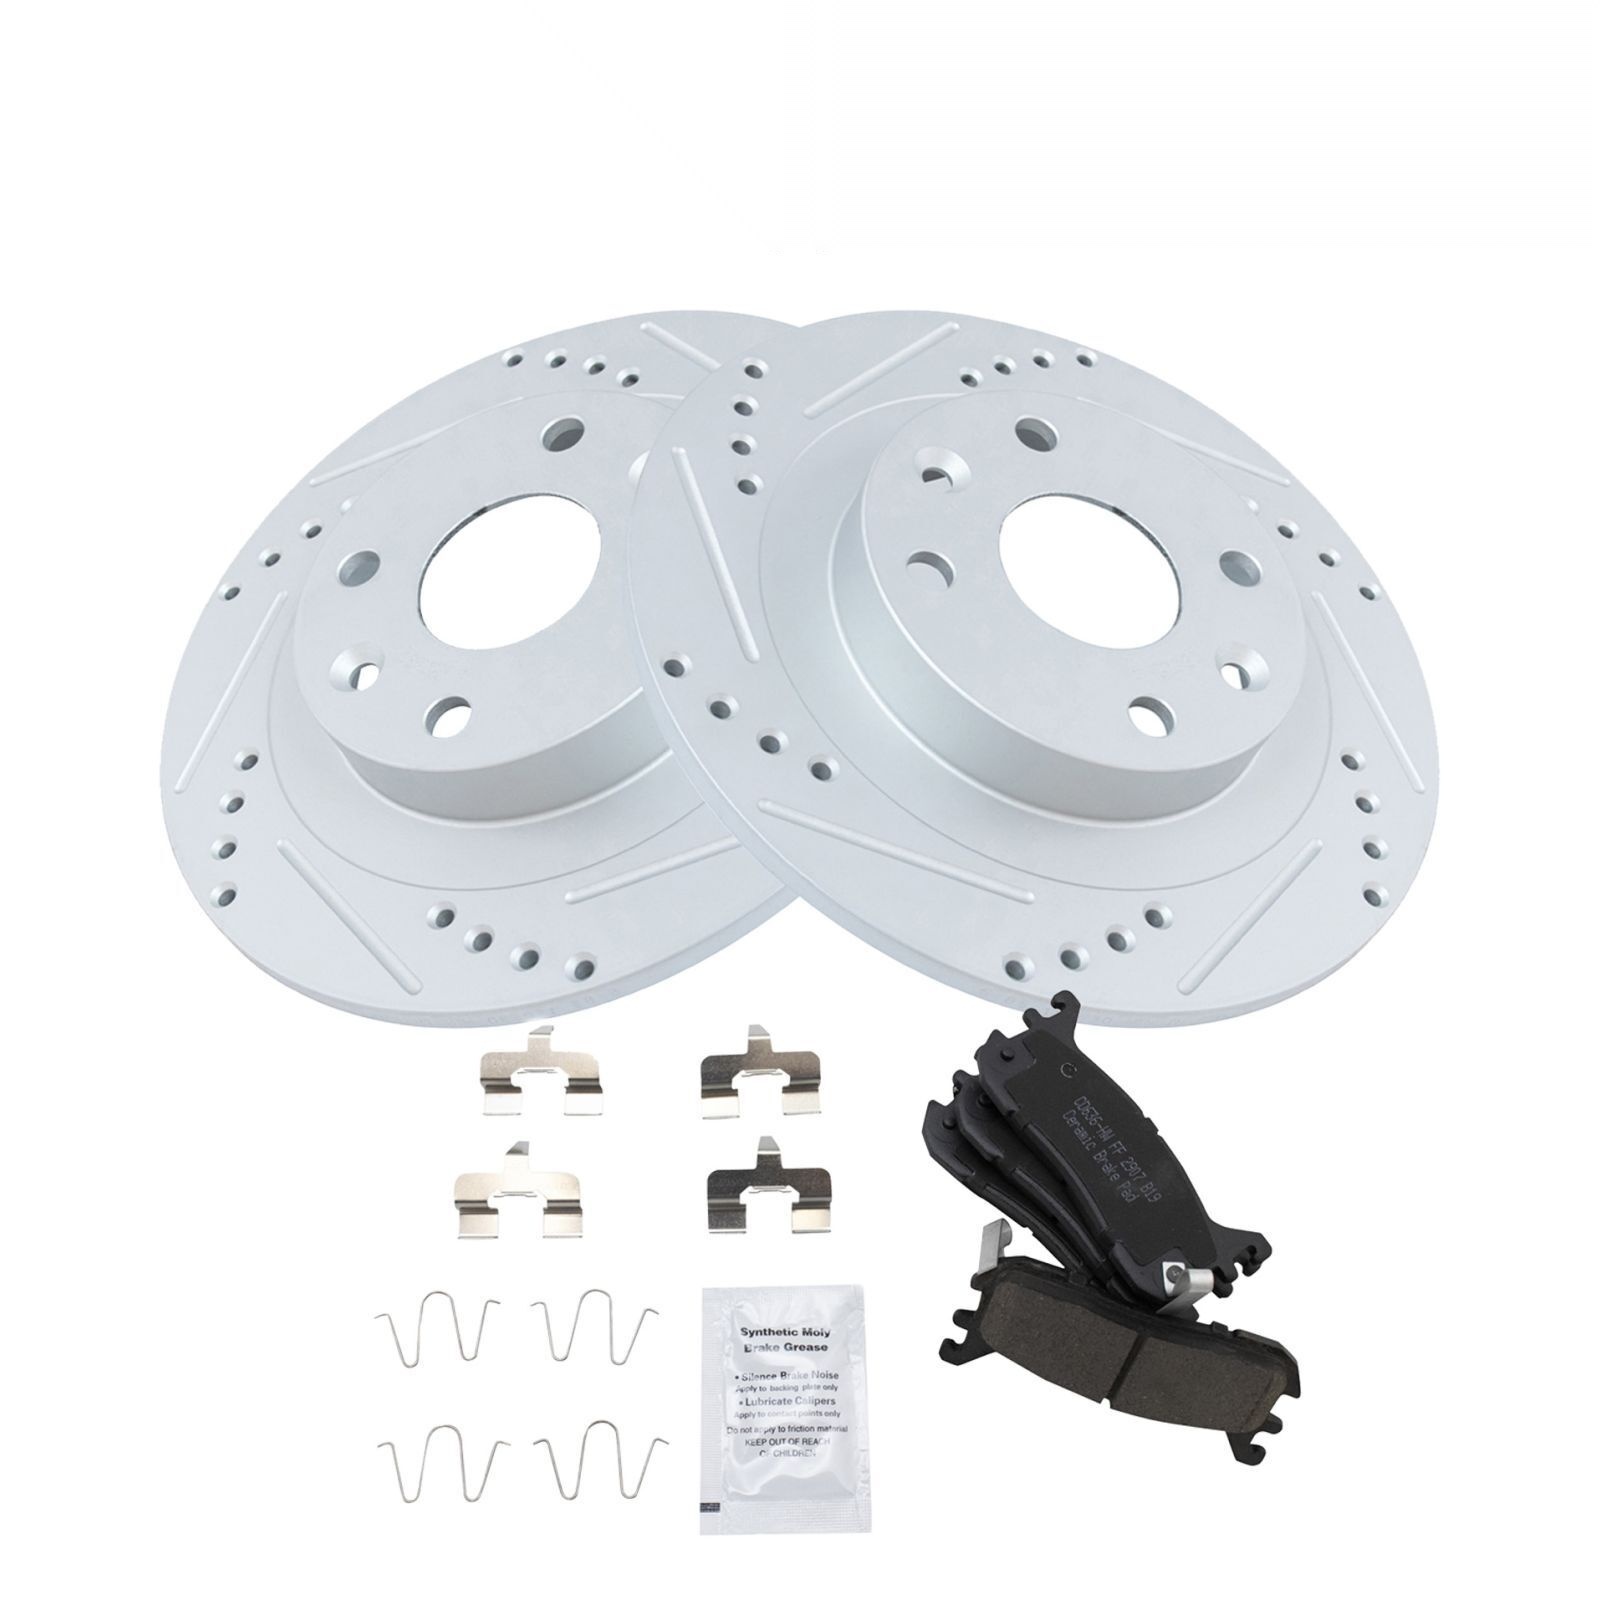 CD636-HW FF 2907 B19
Ceramic Brake Pad
Synthetic Moly
Brake Grease
• Silence Brake Noise
Apply to backing plate only
• Lubricate Calipers
Apply to contact points only
Do not apply to friction material
KEEP OUT OF REACH
OF CHILDREN